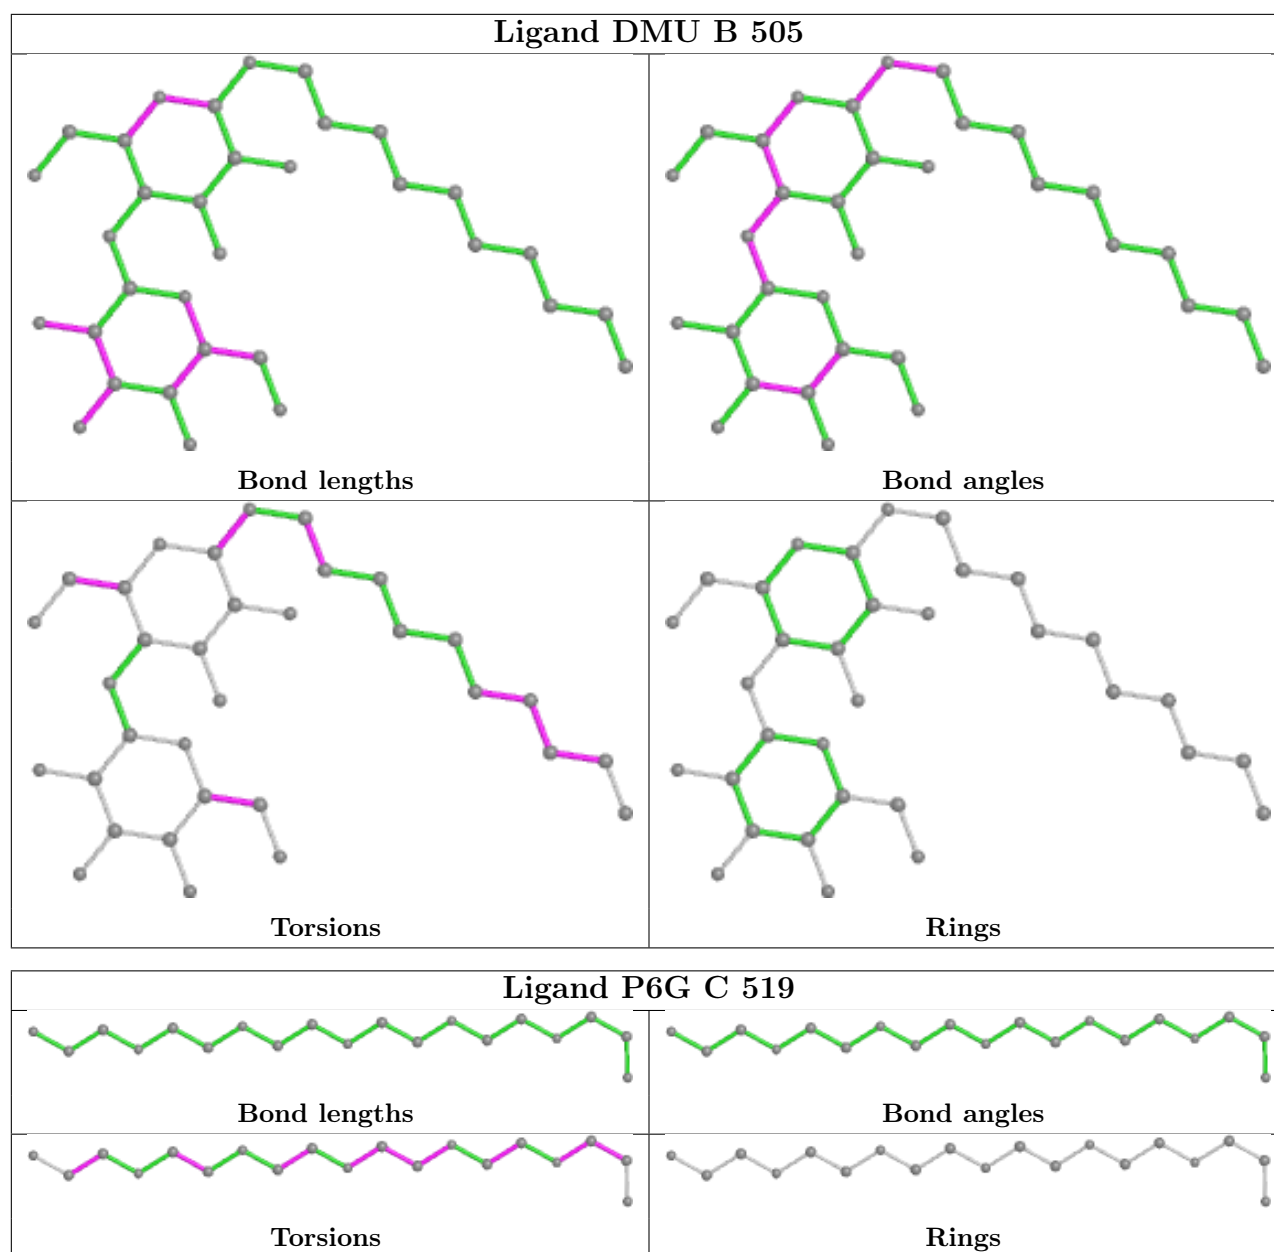 Ligand DMU B 505
Bond lengths
Bond angles
Torsions
Rings
Ligand P6G C 519
Bond lengths
Bond angles
Torsions
Rings